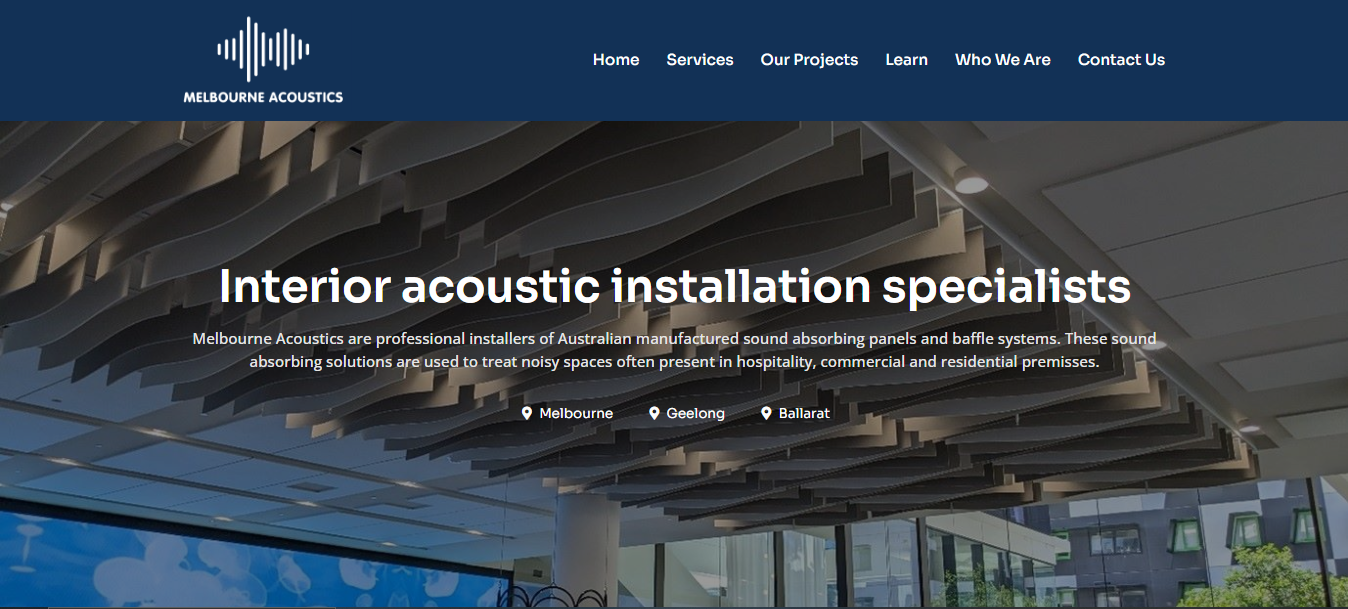 MELBOURNE ACOUSTICS
Home Services Our Projects Learn Who We Are Contact Us
Interior acoustic installation specialists
Melbourne Acoustics are professional installers of Australian manufactured sound absorbing panels and baffle systems. These sound
absorbing solutions are used to treat noisy spaces often present in hospitality, commercial and residential premisses.
Melbourne Geelong Ballarat